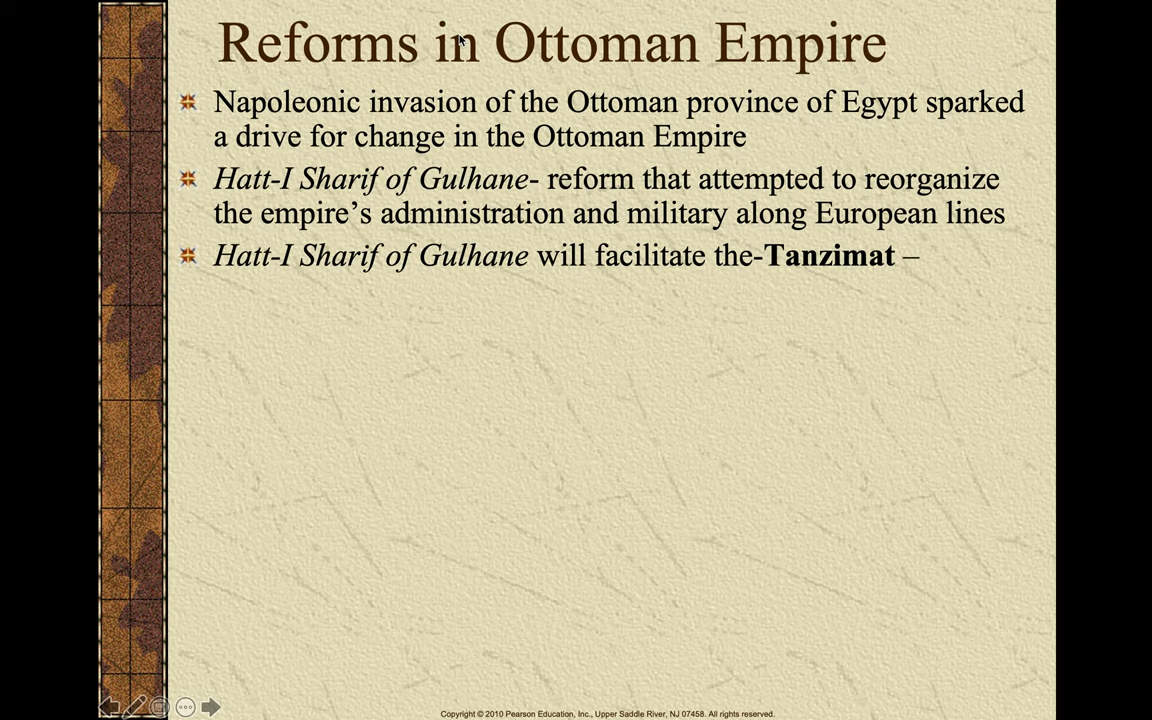 Reforms in Ottoman Empire
Napoleonic invasion of the Ottoman province of Egypt sparked
a drive for change in the Ottoman Empire
Hatt-I Sharif of Gulhane- reform that attempted to reorganize
the empire’s administration and military along European lines
Hatt-I Sharif of Gulhane will facilitate the-Tanzimat –
Copyright © 2010 Pearson Education, Inc., Upper Saddle River, NJ 07458. All rights reserved.